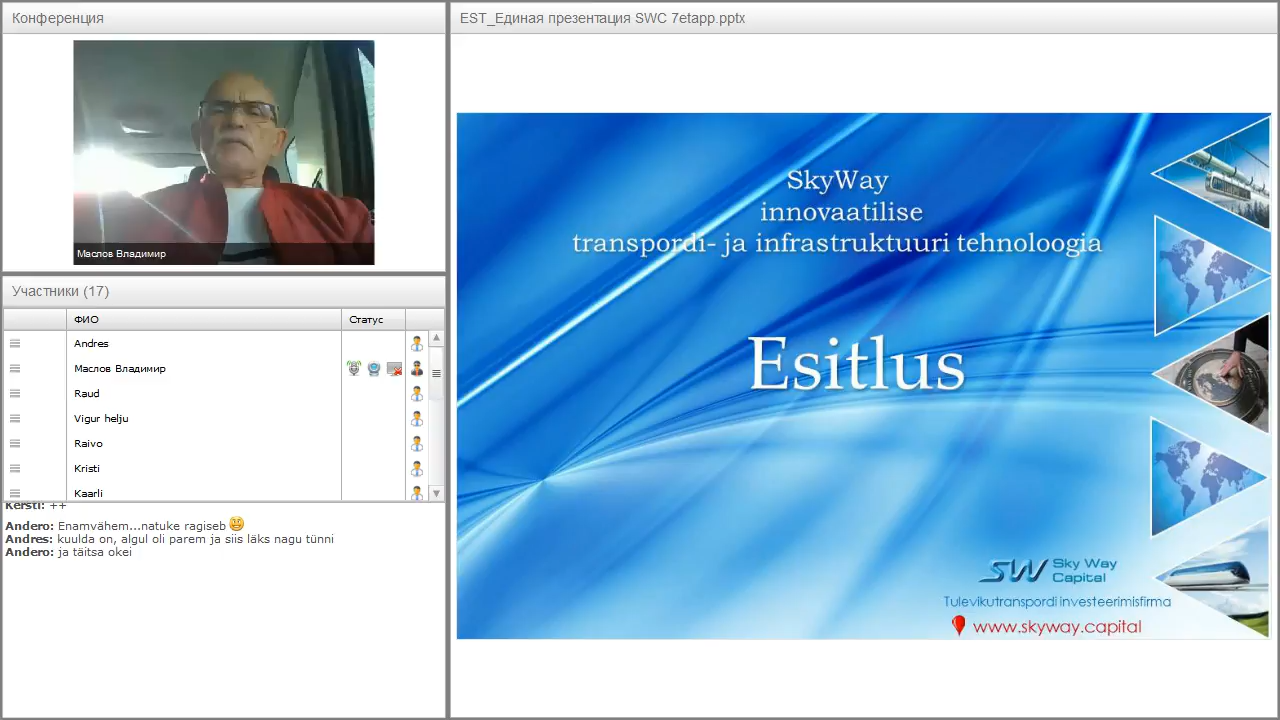 Конференция
Маслов Владимир
Участники (17)
ФИО Статус
Andres
Маслов Владимир
Raud
Vigur helju
Raivo
Kristi
Kaarli
Kersti: ++
Andero: Enamvähem...natuke ragiseb
Andres: kuulda on, algul oli parem ja siis läks nagu tünni
Andero: ja täitsa okei
EST_Единая презентация SWC 7etapp.pptx
SkyWay
innovaatilise
transpordi- ja infrastruktuuri tehnoloogia
Esitlus
SW Sky Way
Capital
Tulevikutranspordi investeerimisfirma
www.skyway.capital